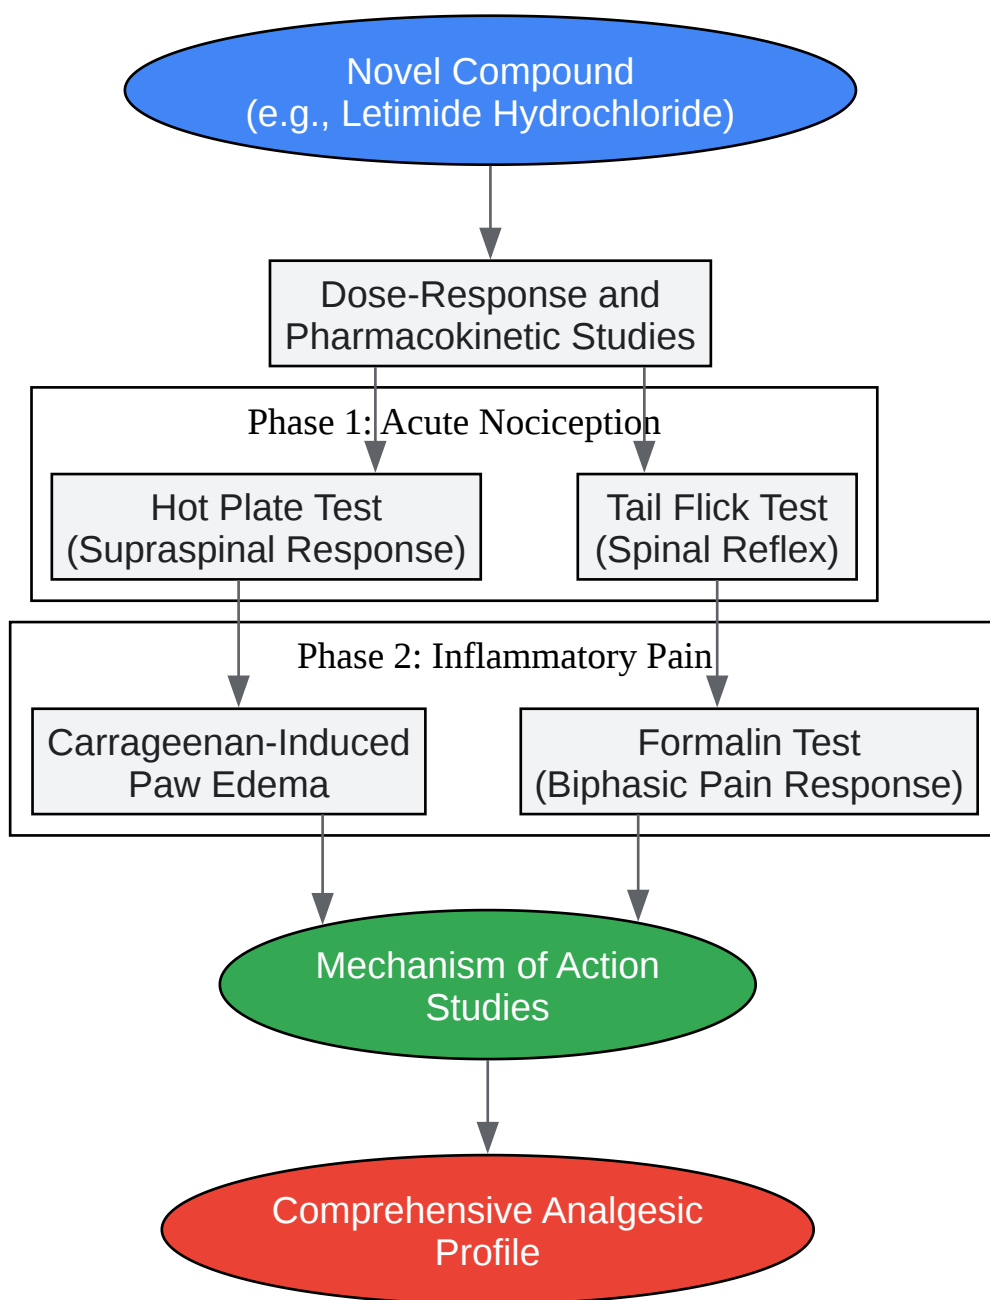 Novel Compound
(e.g., Letimide Hydrochloride)
Dose-Response and
Pharmacokinetic Studies
Phase 1: Acute Nociception
Hot Plate Test
(Supraspinal Response)
Tail Flick Test
(Spinal Reflex)
Phase 2: Inflammatory Pain
Carrageenan-Induced
Paw Edema
Formalin Test
(Biphasic Pain Response)
Mechanism of Action
Studies
Comprehensive Analgesic
Profile